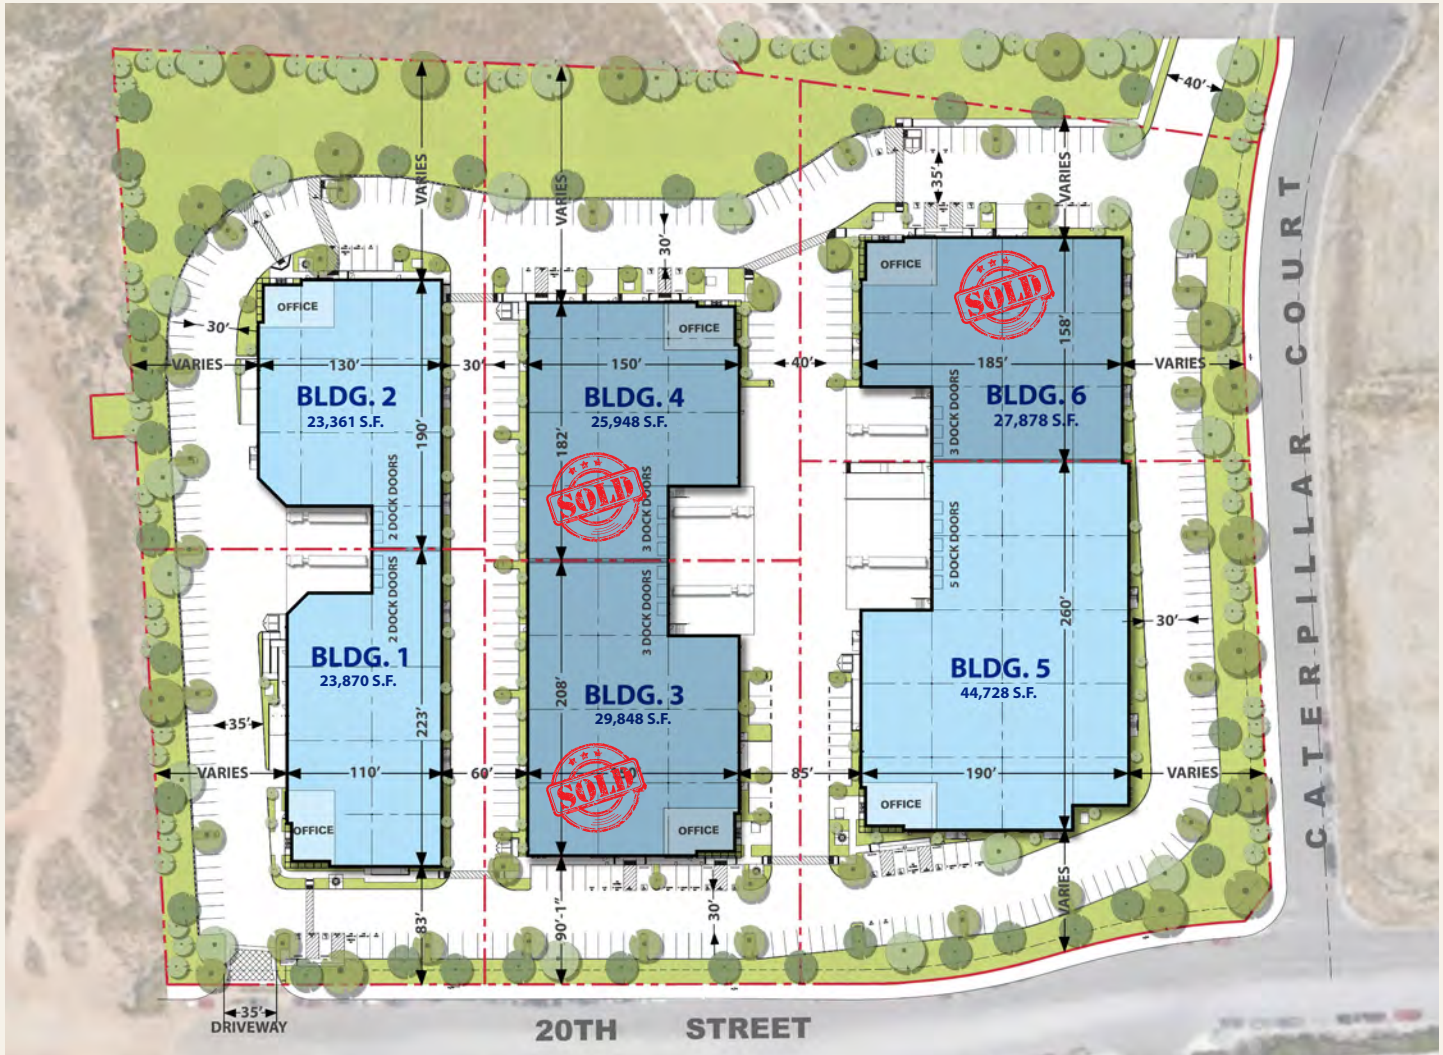 40'
VARIES
VARIES
35'
VARIES
30'
OFFICE
SOLD
OFFICE
158'
30'
OFFICE
VARIES
130'
30'
150'
40'
185'
VARIES
BLDG. 2
23,361 S.F.
BLDG. 4
25,948 S.F.
BLDG. 6
27,878 S.F.
190'
182'
3 DOCK DOORS
SOLD
2 DOCK DOORS
3 DOCK DOORS
5 DOCK DOORS
2 DOCK DOORS
3 DOCK DOORS
260'
30'
BLDG. 1
23,870 S.F.
BLDG. 3
29,848 S.F.
BLDG. 5
44,728 S.F.
208'
223'
35'
VARIES
110'
60'
SOLD
85'
190'
VARIES
OFFICE
OFFICE
OFFICE
83'
90'-1"
30'
VARIES
35'
DRIVEWAY
20TH STREET
CATERPILLAR COURT